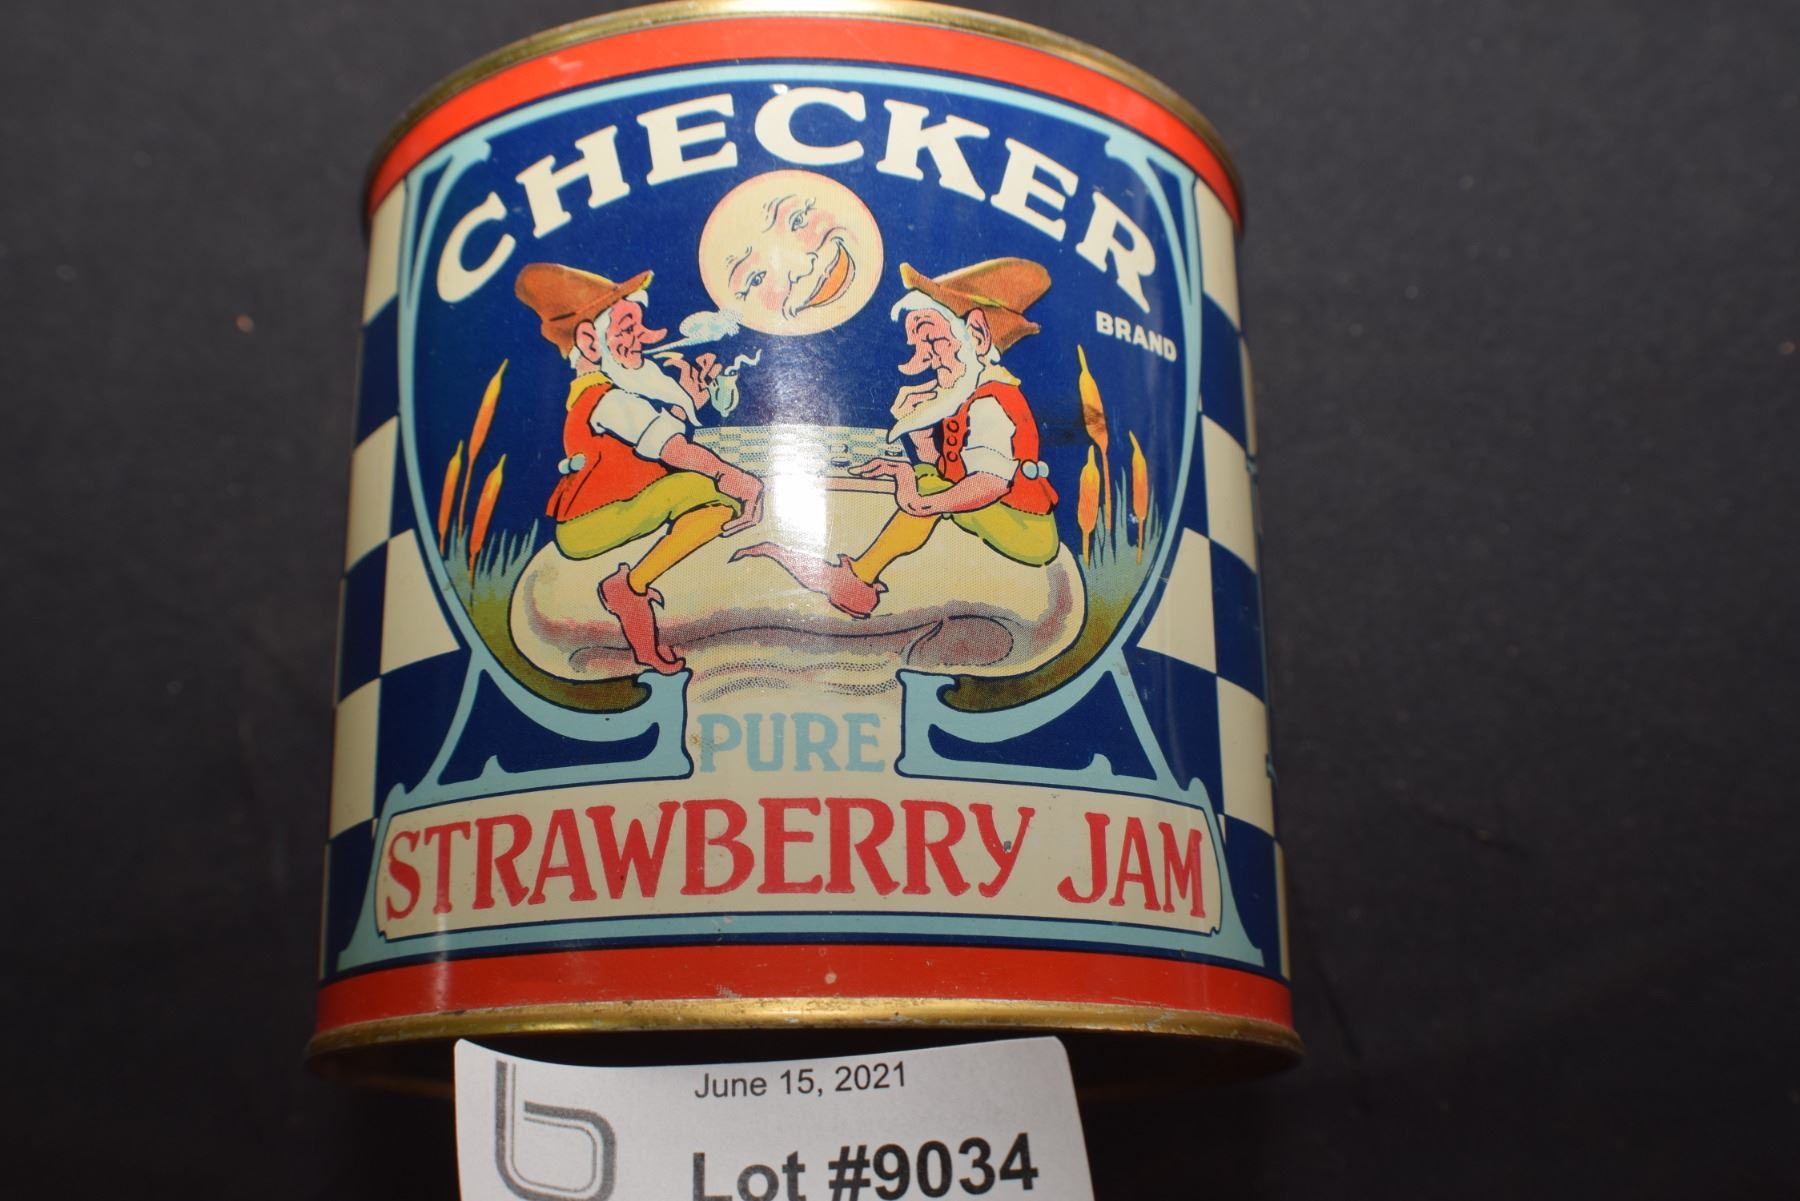 CHECKER
BRAND
PURE
STRAWBERRY JAM
June 15, 2021
Lot #9034